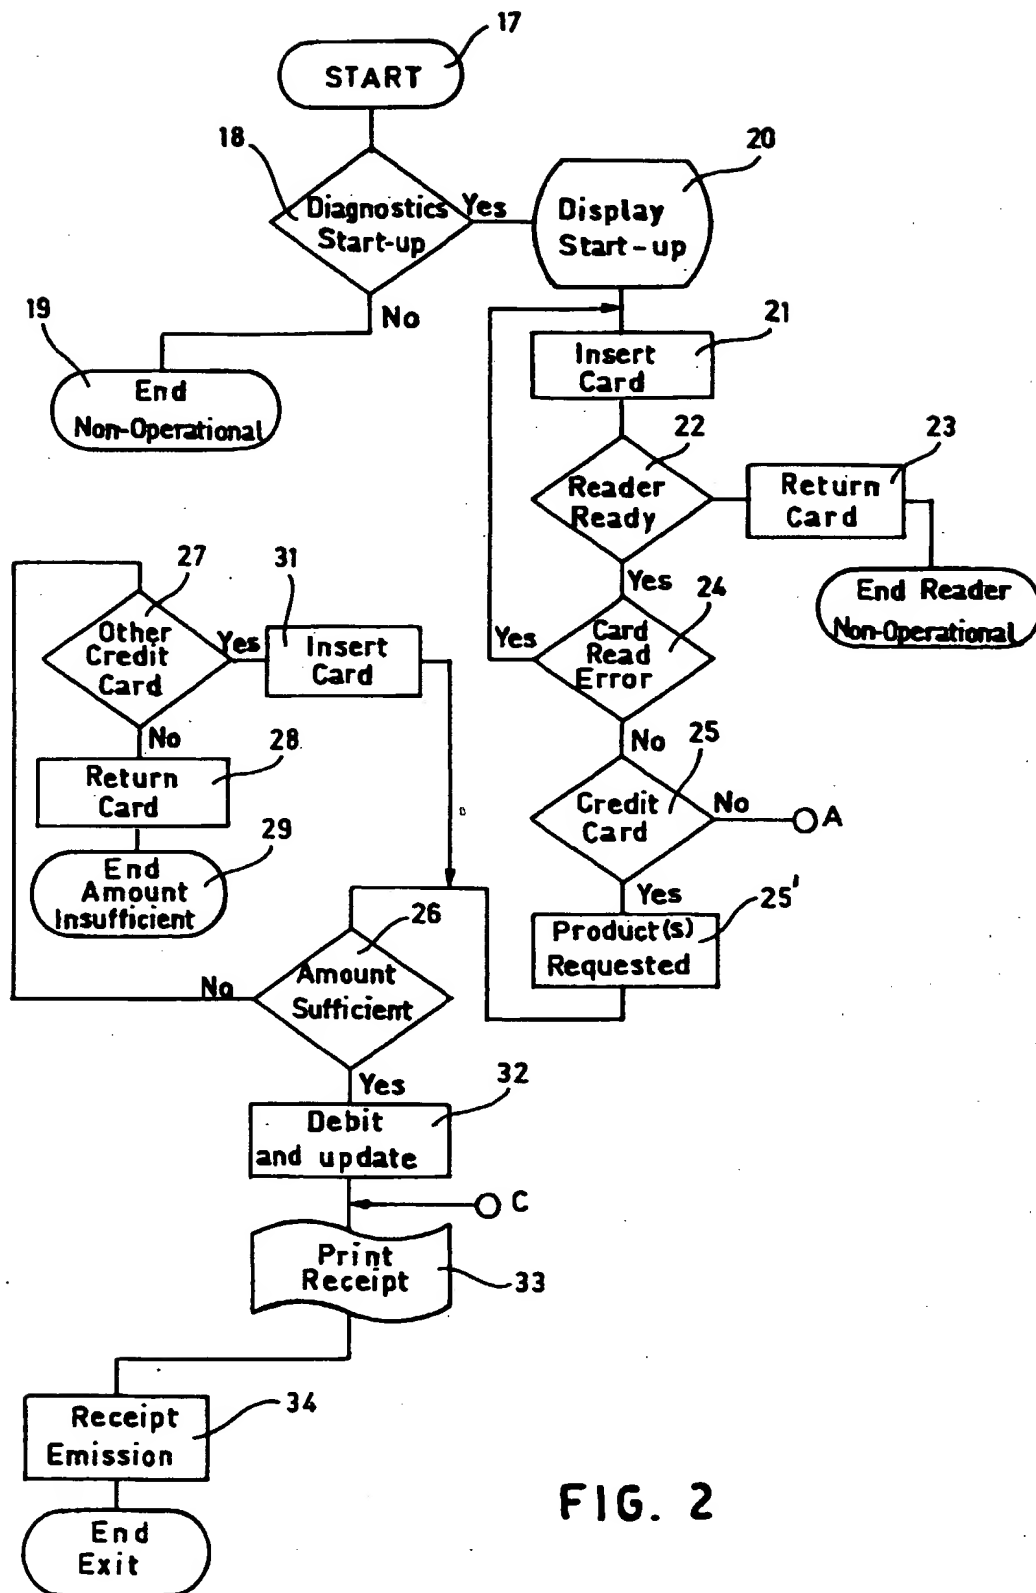 17
START
18
Diagnostics
Start-up
Yes
20
Display
Start-up
No
19
End
Non-Operational
21
Insert
Card
22
Reader
Ready
23
Return
Card
End Reader
Non-Operational
Yes
24
Card
Read
Error
Yes
No
27
Other
Credit
Card
Yes
31
Insert
Card
No
28
Return
Card
29
End
Amount
Insufficient
25
Credit
Card
No
A
Yes
25'
Product(s)
Requested
26
Amount
Sufficient
No
Yes
32
Debit
and update
C
Print
Receipt
33
34
Receipt
Emission
End
Exit
FIG. 2